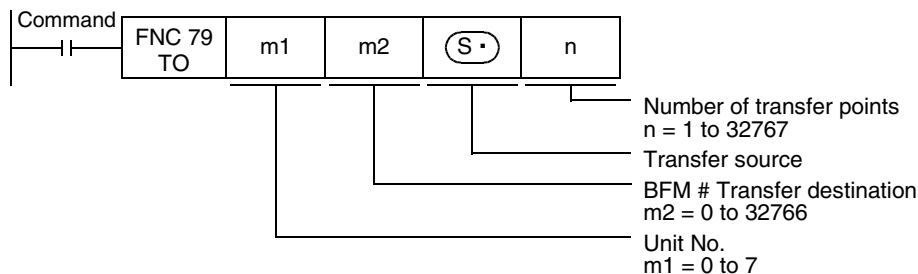 Command
FNC 79
TO
m1
m2
S ·
n
Number of transfer points
n = 1 to 32767
Transfer source
BFM # Transfer destination
m2 = 0 to 32766
Unit No.
m1 = 0 to 7